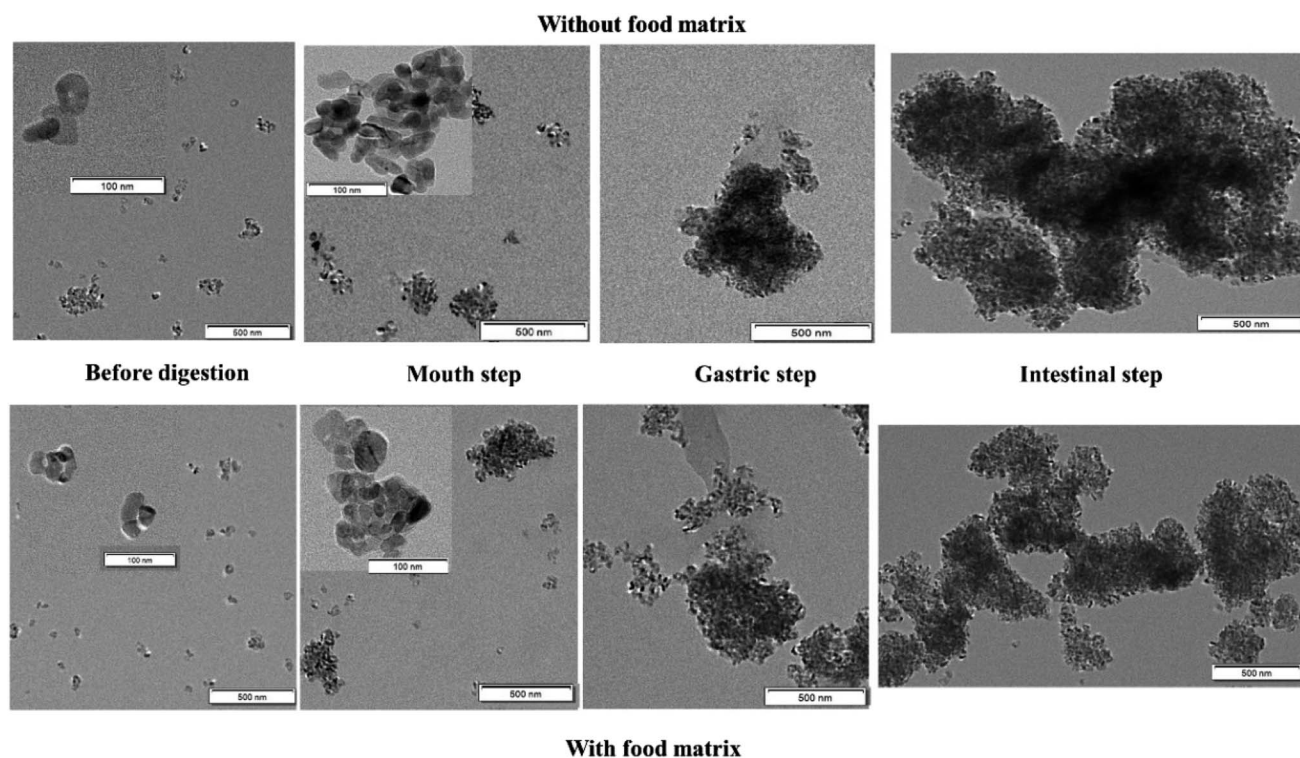 Without food matrix
100 nm
500 nm
100 nm
500 nm
500 nm
500 nm
Before digestion
Mouth step
Gastric step
Intestinal step
100 nm
500 nm
100 nm
500 nm
500 nm
500 nm
With food matrix